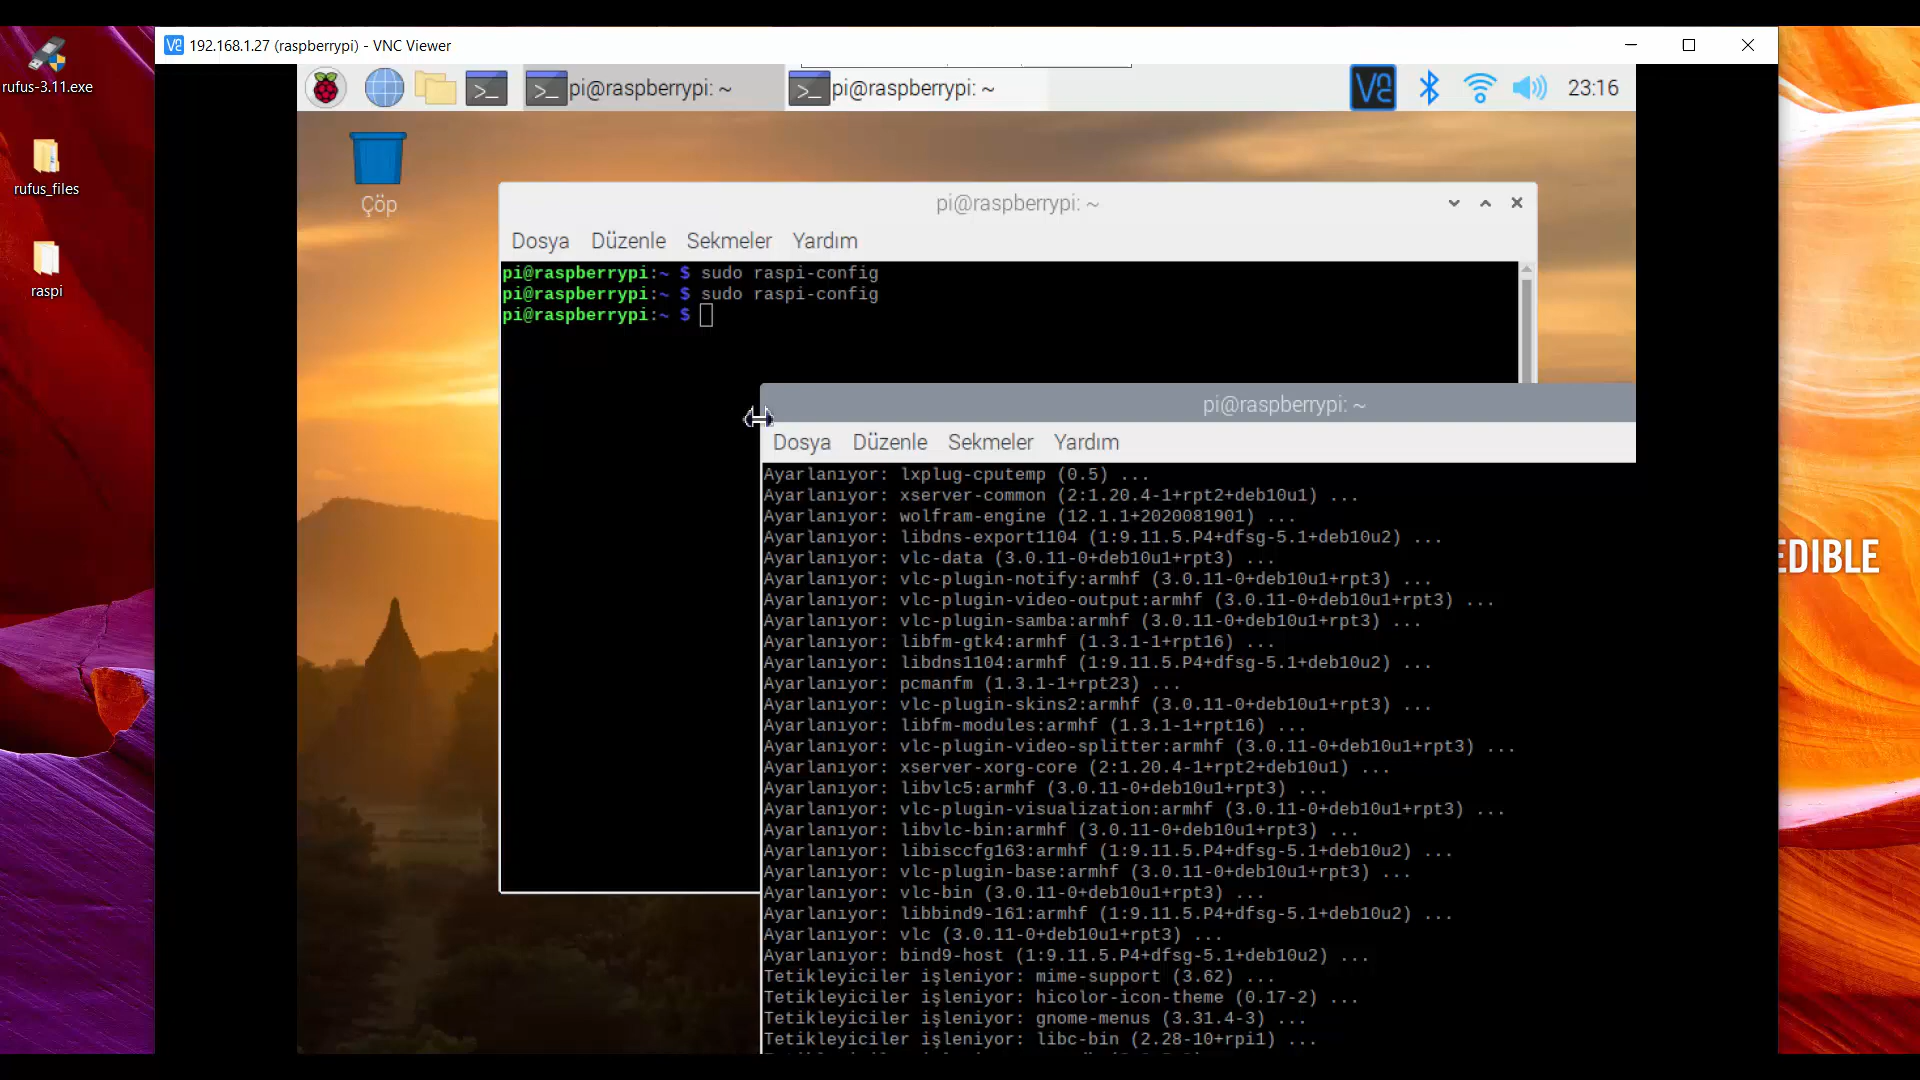 192.168.1.27 (raspberrypi) - VNC Viewer
rufus-3.11.exe
rufus_files
raspi
pi@raspberrypi: ~
pi@raspberrypi: ~
23:16
Çöp
pi@raspberrypi: ~
Dosya Düzenle Sekmeler Yardım
pi@raspberrypi:~ $ sudo raspi-config
pi@raspberrypi:~ $ sudo raspi-config
pi@raspberrypi:~ $
pi@raspberrypi: ~
Dosya Düzenle Sekmeler Yardım
Ayarlanıyor: lxplug-cputemp (0.5) ...
Ayarlanıyor: xserver-common (2:1.20.4-1+rpt2+deb10u1) ...
Ayarlanıyor: wolfram-engine (12.1.1+2020081901) ...
Ayarlanıyor: libdns-export1104 (1:9.11.5.P4+dfsg-5.1+deb10u2) ...
Ayarlanıyor: vlc-data (3.0.11-0+deb10u1+rpt3) ...
Ayarlanıyor: vlc-plugin-notify:armhf (3.0.11-0+deb10u1+rpt3) ...
Ayarlanıyor: vlc-plugin-video-output:armhf (3.0.11-0+deb10u1+rpt3) ...
Ayarlanıyor: vlc-plugin-samba:armhf (3.0.11-0+deb10u1+rpt3) ...
Ayarlanıyor: libfm-gtk4:armhf (1.3.1-1+rpt16) ...
Ayarlanıyor: libdns1104:armhf (1:9.11.5.P4+dfsg-5.1+deb10u2) ...
Ayarlanıyor: pcmanfm (1.3.1-1+rpt23) ...
Ayarlanıyor: vlc-plugin-skins2:armhf (3.0.11-0+deb10u1+rpt3) ...
Ayarlanıyor: libfm-modules:armhf (1.3.1-1+rpt16) ...
Ayarlanıyor: vlc-plugin-video-splitter:armhf (3.0.11-0+deb10u1+rpt3) ...
Ayarlanıyor: xserver-xorg-core (2:1.20.4-1+rpt2+deb10u1) ...
Ayarlanıyor: libvlc5:armhf (3.0.11-0+deb10u1+rpt3) ...
Ayarlanıyor: vlc-plugin-visualization:armhf (3.0.11-0+deb10u1+rpt3) ...
Ayarlanıyor: libvlc-bin:armhf (3.0.11-0+deb10u1+rpt3) ...
Ayarlanıyor: libisccfg163:armhf (1:9.11.5.P4+dfsg-5.1+deb10u2) ...
Ayarlanıyor: vlc-plugin-base:armhf (3.0.11-0+deb10u1+rpt3) ...
Ayarlanıyor: vlc-bin (3.0.11-0+deb10u1+rpt3) ...
Ayarlanıyor: libbind9-161:armhf (1:9.11.5.P4+dfsg-5.1+deb10u2) ...
Ayarlanıyor: vlc (3.0.11-0+deb10u1+rpt3) ...
Ayarlanıyor: bind9-host (1:9.11.5.P4+dfsg-5.1+deb10u2) ...
Tetikleyiciler işleniyor: mime-support (3.62) ...
Tetikleyiciler işleniyor: hicolor-icon-theme (0.17-2) ...
Tetikleyiciler işleniyor: gnome-menus (3.31.4-3) ...
Tetikleyiciler işleniyor: libc-bin (2.28-10+rpi1) ...
EDIBLE